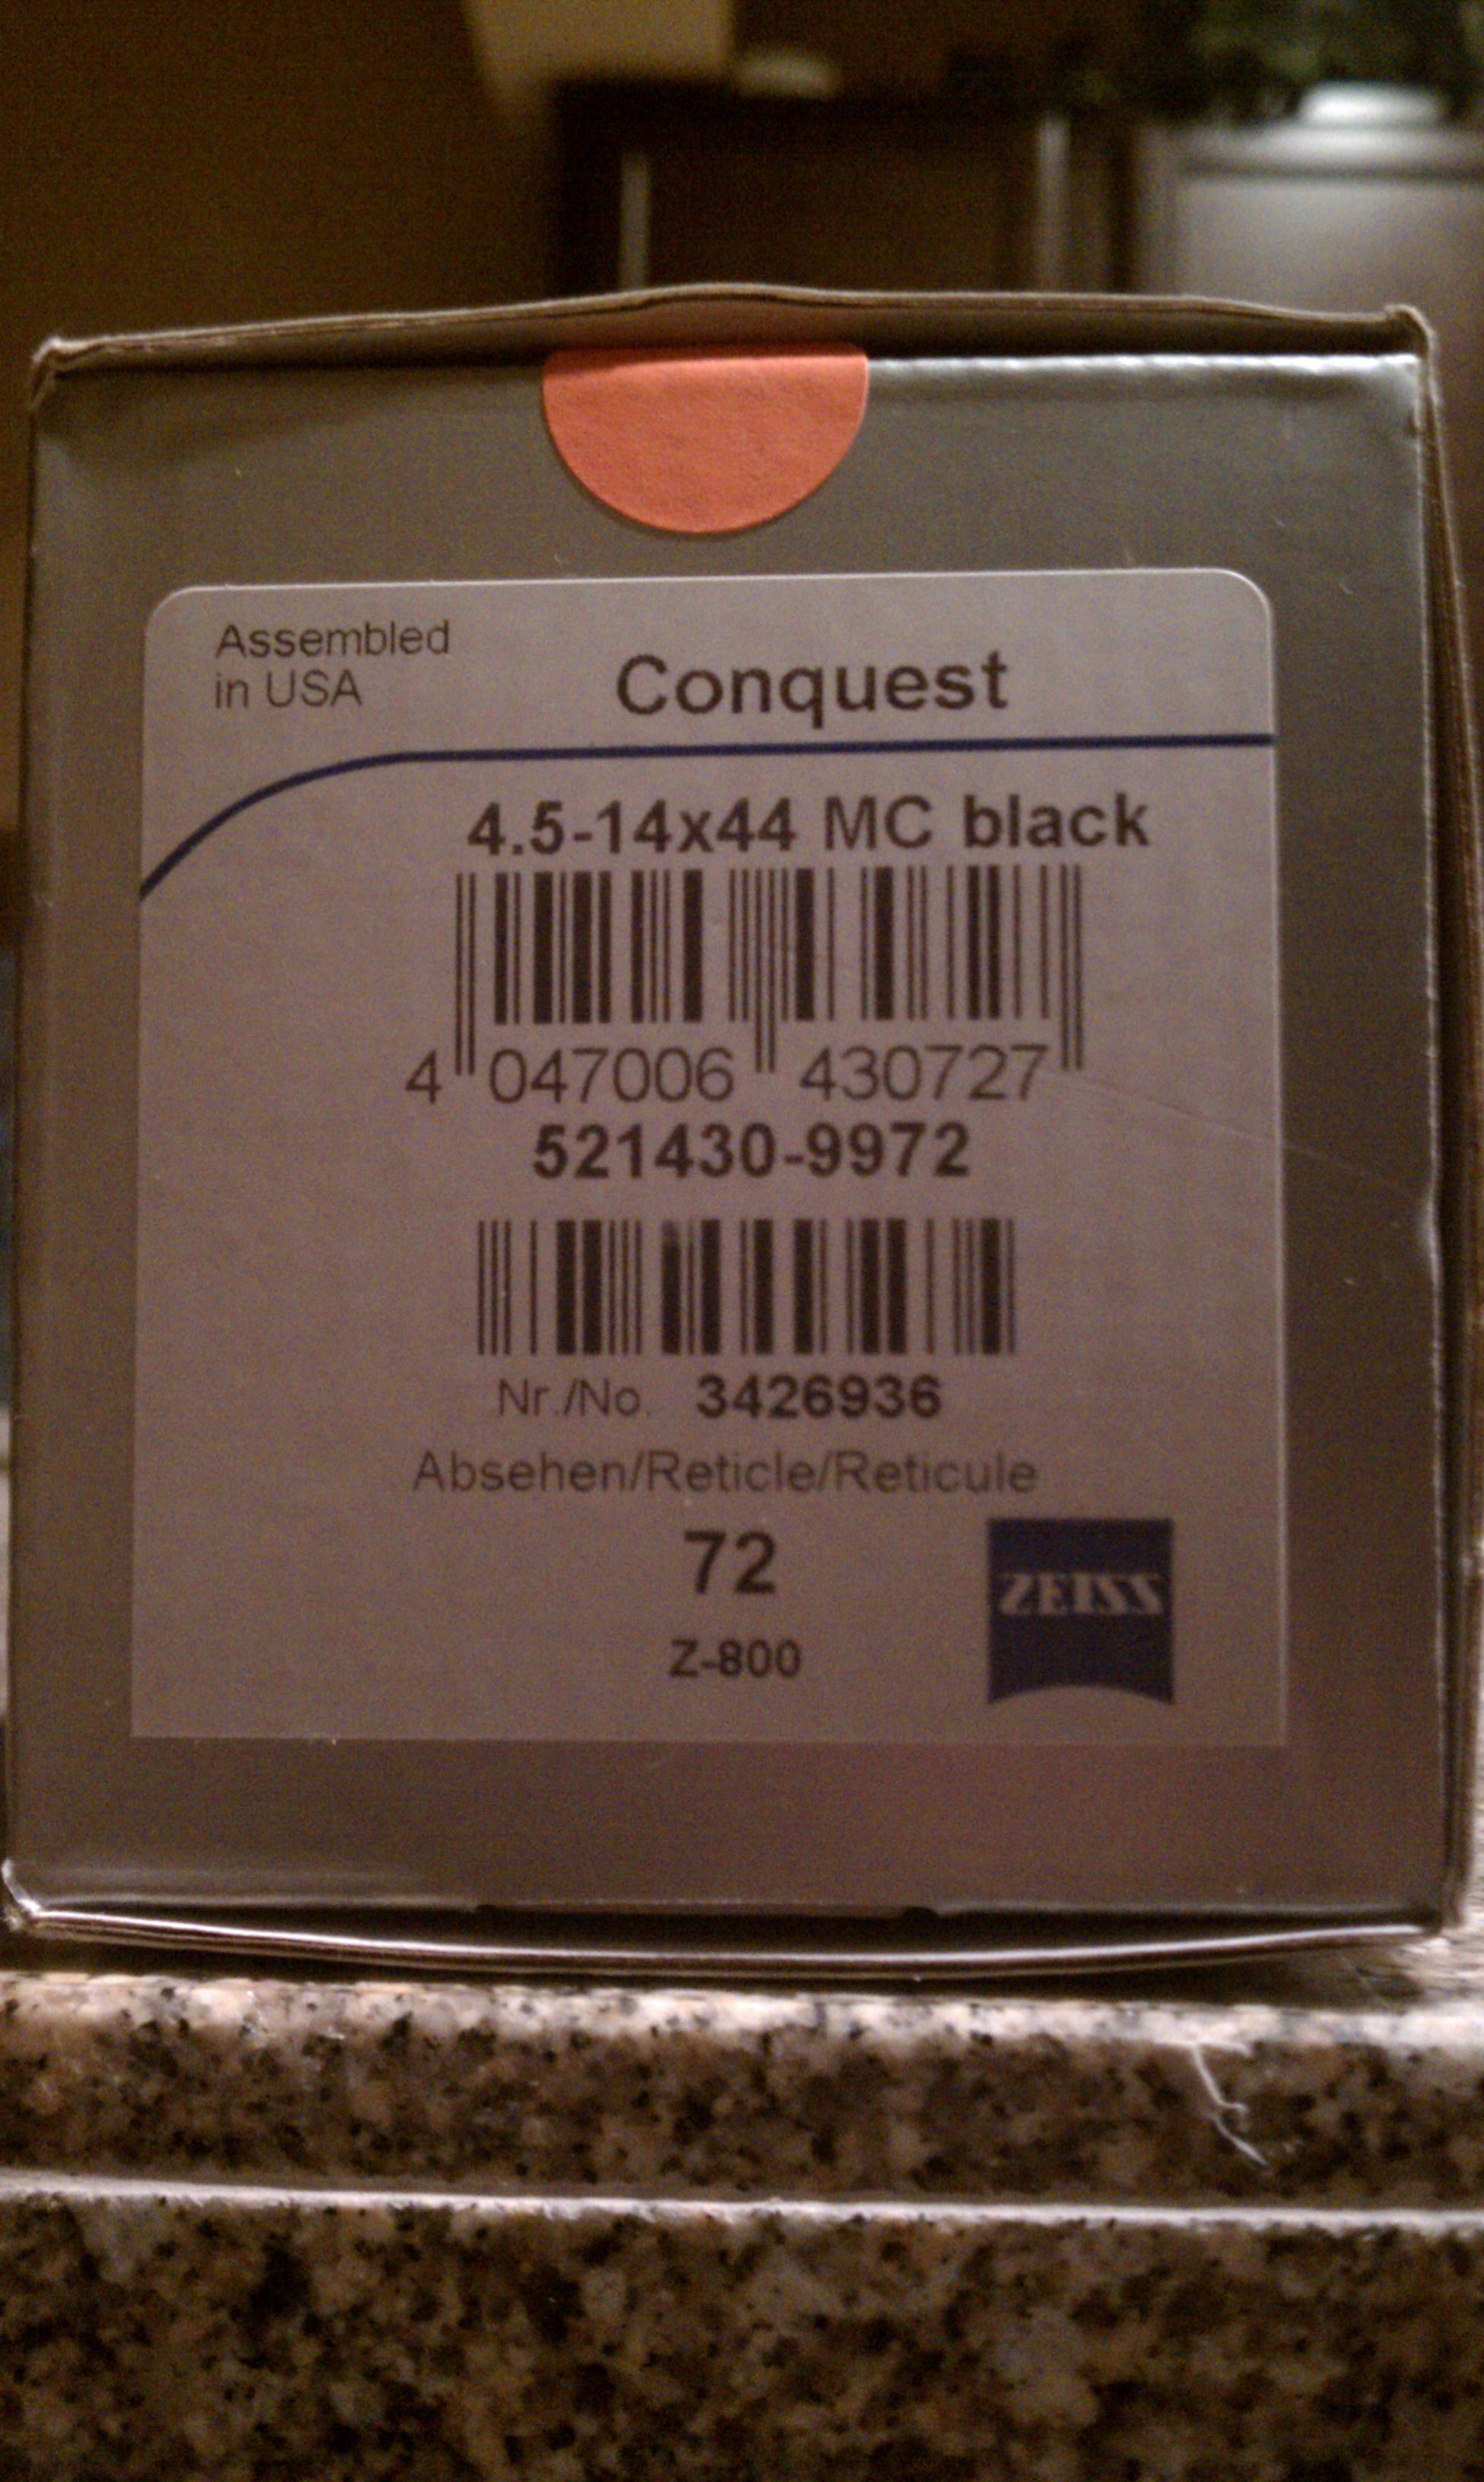 Assembled
in USA
Conquest
4.5-14x44 MC black
4 047006 430727
521430-9972
Nr./No. 3426936
Absehen/Reticle/Reticule
72
Z-800
ZEISS